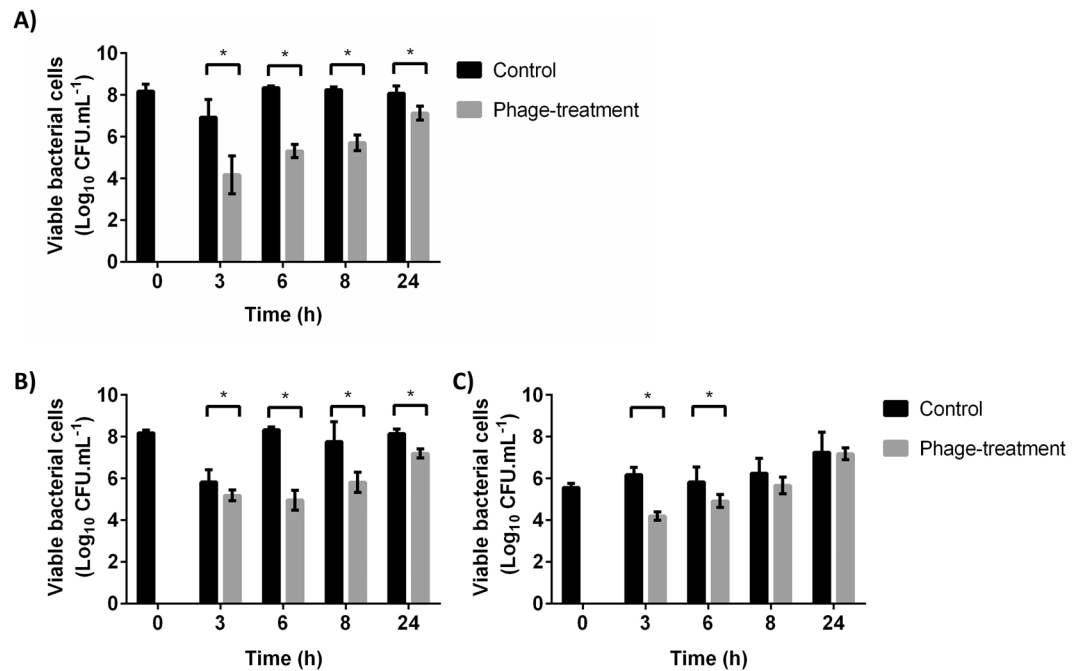 A)
Viable bacterial cells
(Log10 CFU.mL-1)
10
8
6
4
2
0
* * * *
0 3 6 8 24
Time (h)
Control
Phage-treatment
B)
Viable bacterial cells
(Log10 CFU.mL-1)
10
8
6
4
2
0
* * * *
0 3 6 8 24
Time (h)
C)
Viable bacterial cells
(Log10 CFU.mL-1)
10
8
6
4
2
0
* *
0 3 6 8 24
Time (h)
Control
Phage-treatment